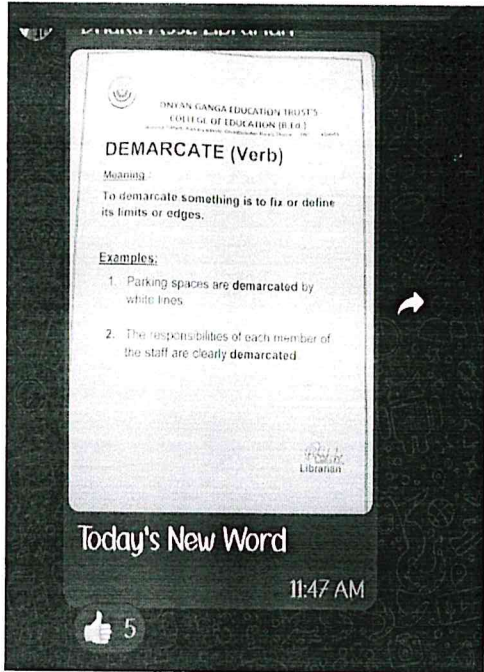 Asst Librarian
DNYAN GANGA EDUCATION TRUST'S
COLLEGE OF EDUCATION (B.Ed.)
DEMARCATE (Verb)
Meaning:
To demarcate something is to fix or define
its limits or edges.
Examples:
1. Parking spaces are demarcated by
white lines
2. The responsibilities of each member of
the staff are clearly demarcated
Librarian
Today's New Word
11:47 AM
5